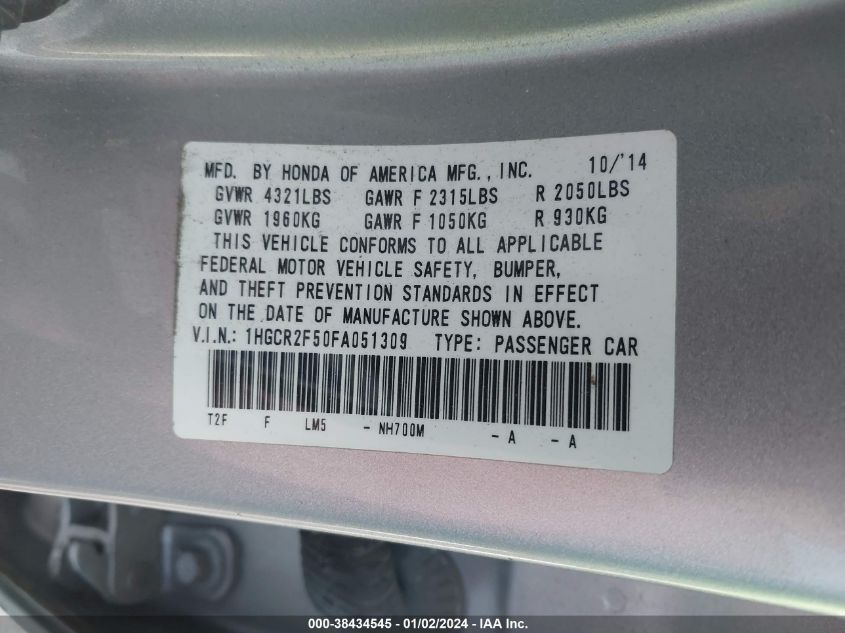 MFD. BY HONDA OF AMERICA MFG., INC. 10/'14
GVWR 4321LBS GAWR F 2315LBS R 2050LBS
GVWR 1960KG GAWR F 1050KG R 930KG
THIS VEHICLE CONFORMS TO ALL APPLICABLE
FEDERAL MOTOR VEHICLE SAFETY, BUMPER,
AND THEFT PREVENTION STANDARDS IN EFFECT
ON THE DATE OF MANUFACTURE SHOWN ABOVE.
V.I.N.: 1HGCR2F50FA051309 TYPE: PASSENGER CAR
T2F F LM5 - NH700M - A - A
000-38434545 - 01/02/2024 - IAA Inc.